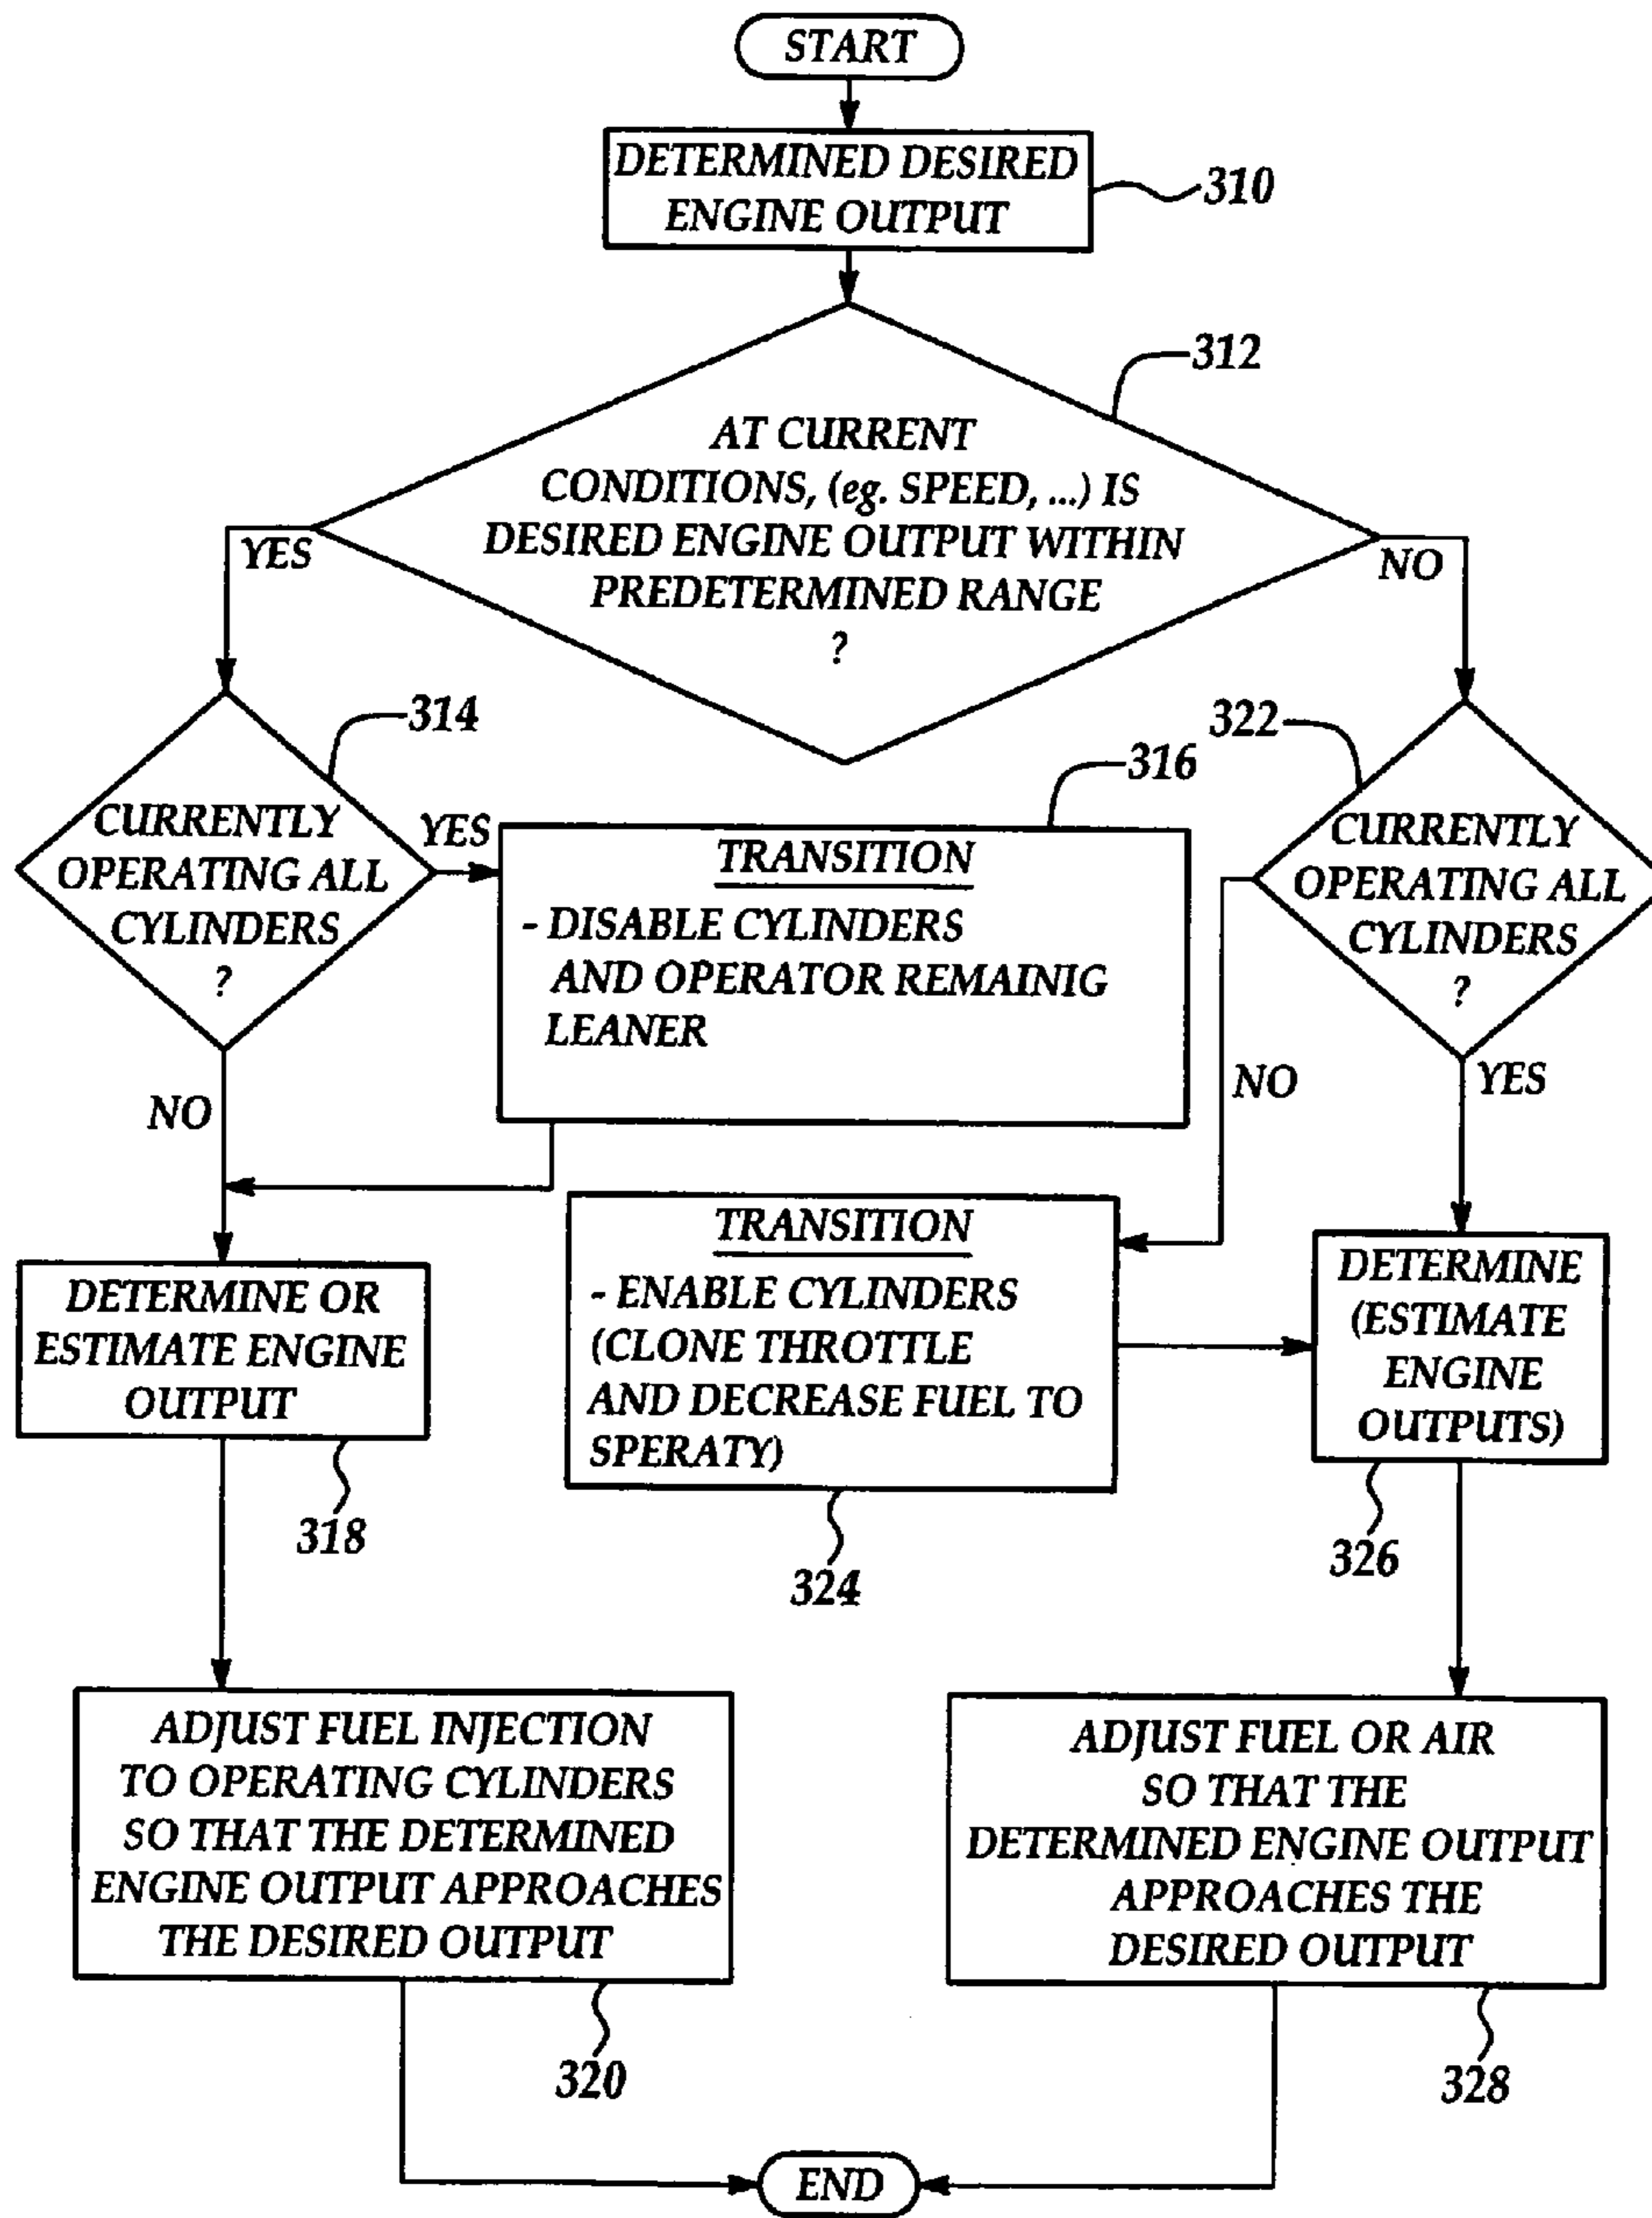 START
DETERMINED DESIRED
ENGINE OUTPUT
310
312
AT CURRENT
CONDITIONS, (eg. SPEED, ...) IS
DESIRED ENGINE OUTPUT WITHIN
PREDETERMINED RANGE
?
YES
NO
314
CURRENTLY
OPERATING ALL
CYLINDERS
?
YES
NO
316
TRANSITION
- DISABLE CYLINDERS
AND OPERATOR REMAINIG
LEANER
322
CURRENTLY
OPERATING ALL
CYLINDERS
?
NO
YES
DETERMINE OR
ESTIMATE ENGINE
OUTPUT
318
TRANSITION
- ENABLE CYLINDERS
(CLONE THROTTLE
AND DECREASE FUEL TO
SPERATY)
324
DETERMINE
(ESTIMATE
ENGINE
OUTPUTS)
326
ADJUST FUEL INJECTION
TO OPERATING CYLINDERS
SO THAT THE DETERMINED
ENGINE OUTPUT APPROACHES
THE DESIRED OUTPUT
320
ADJUST FUEL OR AIR
SO THAT THE
DETERMINED ENGINE OUTPUT
APPROACHES THE
DESIRED OUTPUT
328
END